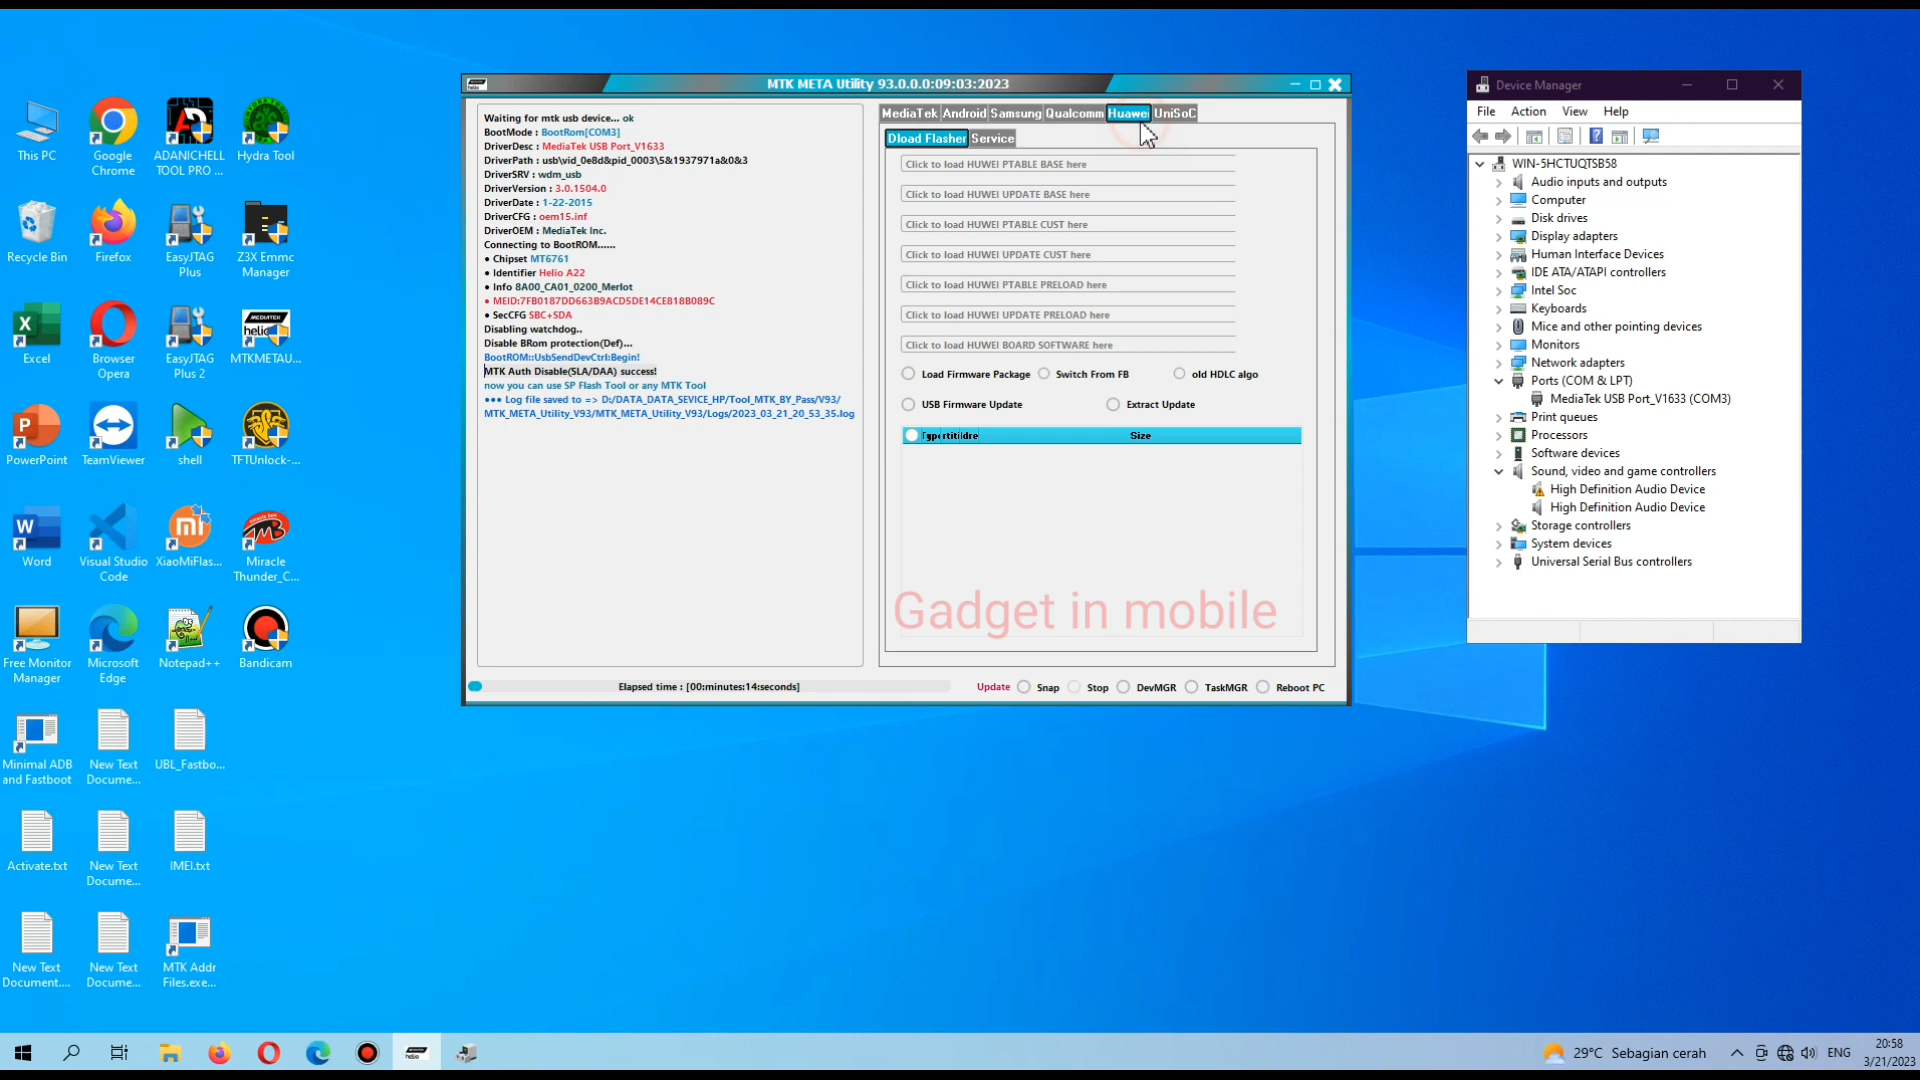 This PC
Google
Chrome
ADANICHELL
TOOL PRO ...
Hydra Tool
Recycle Bin
Firefox
EasyJTAG
Plus
Z3X Emmc
Manager
Excel
Browser
Opera
EasyJTAG
Plus 2
MTKMETAU...
PowerPoint
TeamViewer
shell
TFTUnlock-...
Word
Visual Studio
Code
XiaoMiFlas...
Miracle
Thunder_C...
Free Monitor
Manager
Microsoft
Edge
Notepad++
Bandicam
Minimal ADB
and Fastboot
New Text
Docume...
UBL_Fastbo...
Activate.txt
New Text
Docume...
IMEI.txt
New Text
Document....
New Text
Docume...
MTK Addr
Files.exe...
MTK META Utility 93.0.0.0:09:03:2023
Waiting for mtk usb device... ok
BootMode : BootRom[COM3]
DriverDesc : MediaTek USB Port_V1633
DriverPath : usb\vid_0e8d&pid_0003\5&1937971a&0&3
DriverSRV : wdm_usb
DriverVersion : 3.0.1504.0
DriverDate : 1-22-2015
DriverCFG : oem15.inf
DriverOEM : MediaTek Inc.
Connecting to BootROM......
• Chipset MT6761
• Identifier Helio A22
• Info 8A00_CA01_0200_Merlot
• MEID:7FB0187DD663B9ACD5DE14CE818B089C
• SecCFG SBC+SDA
Disabling watchdog..
Disable BRom protection(Def)...
BootROM::UsbSendDevCtrl:Begin!
MTK Auth Disable(SLA/DAA) success!
now you can use SP Flash Tool or any MTK Tool
••• Log file saved to => D:/DATA_DATA_SEVICE_HP/Tool_MTK_BY_Pass/V93/
MTK_META_Utility_V93/MTK_META_Utility_V93/Logs/2023_03_21_20_53_35.log
MediaTek Android Samsung Qualcomm Huawei UniSoC
Dload Flasher Service
Click to load HUWEI PTABLE BASE here
Click to load HUWEI UPDATE BASE here
Click to load HUWEI PTABLE CUST here
Click to load HUWEI UPDATE CUST here
Click to load HUWEI PTABLE PRELOAD here
Click to load HUWEI UPDATE PRELOAD here
Click to load HUWEI BOARD SOFTWARE here
Load Firmware Package Switch From FB old HDLC algo
USB Firmware Update Extract Update
Size
Gadget in mobile
Elapsed time : [00:minutes:14:seconds]
Update Snap Stop DevMGR TaskMGR Reboot PC
Device Manager
File Action View Help
WIN-5HCTUQTSB58
Audio inputs and outputs
Computer
Disk drives
Display adapters
Human Interface Devices
IDE ATA/ATAPI controllers
Intel Soc
Keyboards
Mice and other pointing devices
Monitors
Network adapters
Ports (COM & LPT)
MediaTek USB Port_V1633 (COM3)
Print queues
Processors
Software devices
Sound, video and game controllers
High Definition Audio Device
High Definition Audio Device
Storage controllers
System devices
Universal Serial Bus controllers
29°C Sebagian cerah
ENG
20:58
3/21/2023